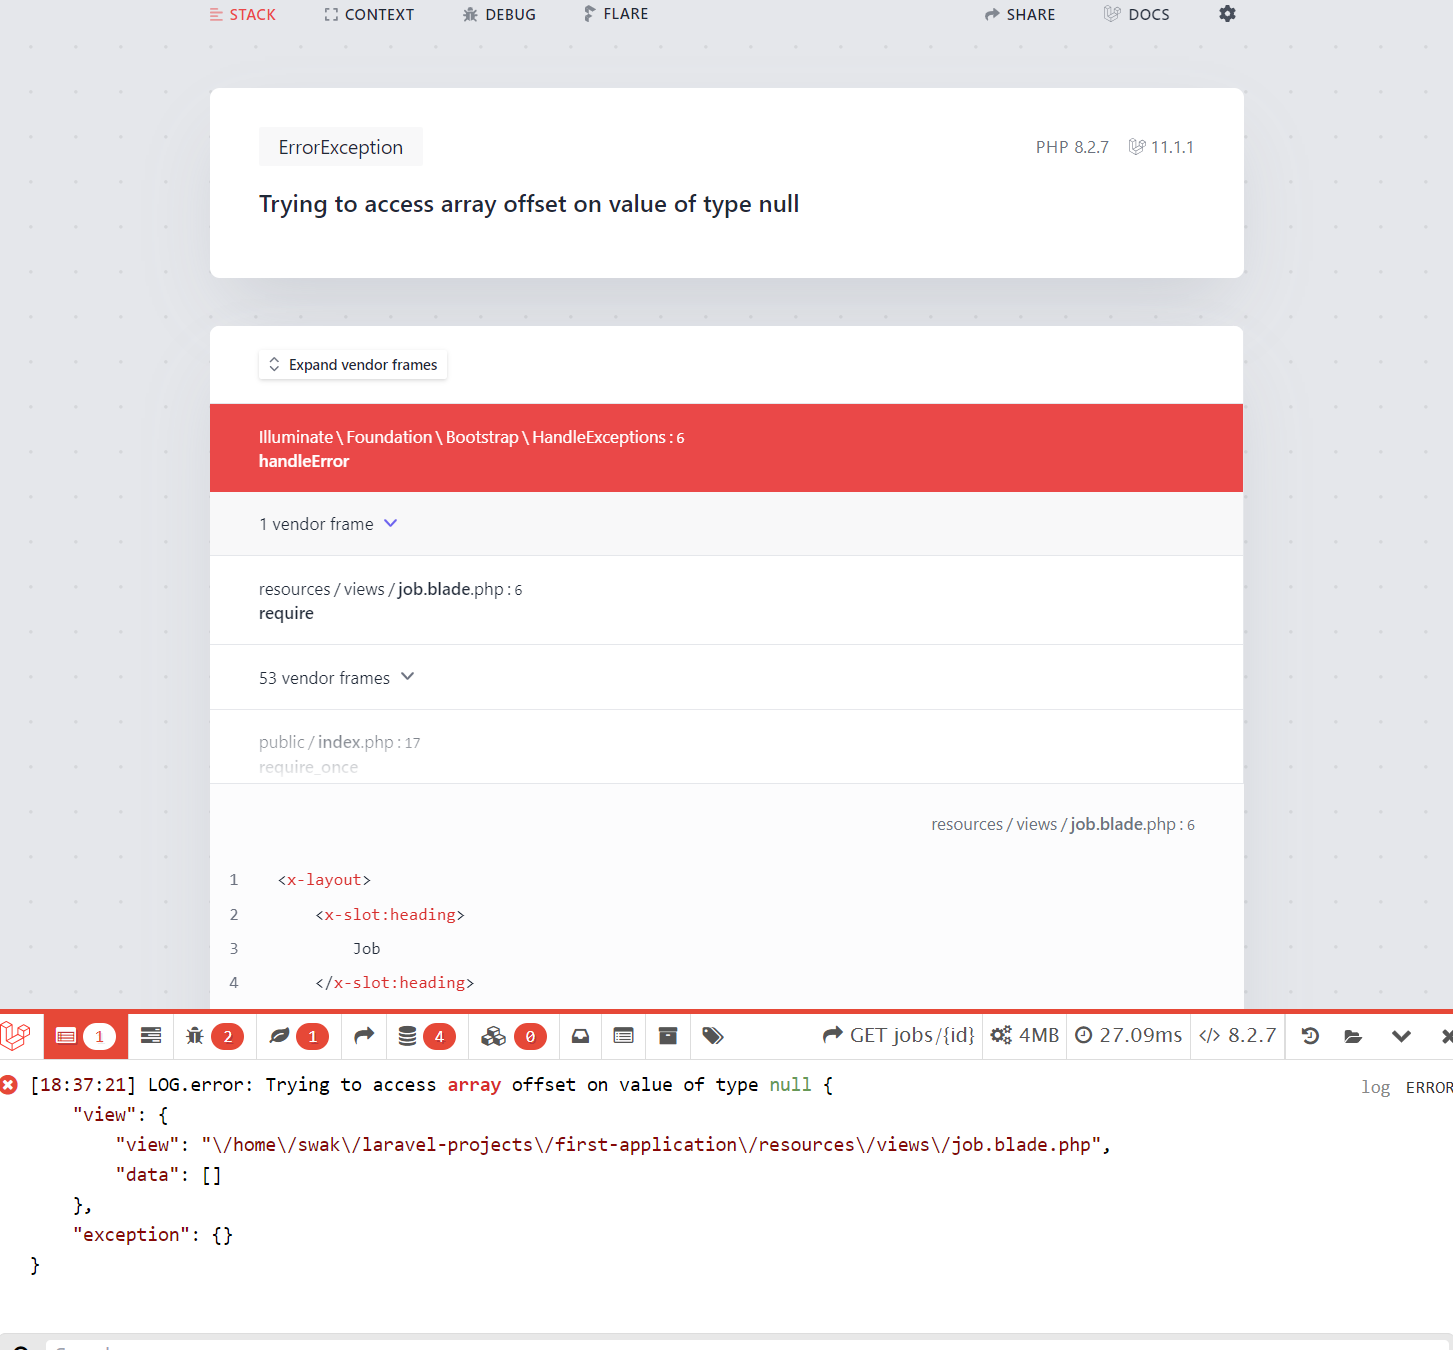 STACK CONTEXT DEBUG FLARE SHARE DOCS
ErrorException PHP 8.2.7 11.1.1
Trying to access array offset on value of type null
Expand vendor frames
Illuminate\Foundation\Bootstrap\HandleExceptions:6
handleError
1 vendor frame
resources/views/job.blade.php:6
require
53 vendor frames
public/index.php:17
require_once
resources/views/job.blade.php:6
1 <x-layout>
2 <x-slot:heading>
3 Job
4 </x-slot:heading>
1 2 1 4 0 GET jobs/{id} 4MB 27.09ms 8.2.7
[18:37:21] LOG.error: Trying to access array offset on value of type null { log ERROR
"view": {
"view": "\/home\/swak\/laravel-projects\/first-application\/resources\/views\/job.blade.php",
"data": []
},
"exception": {}
}